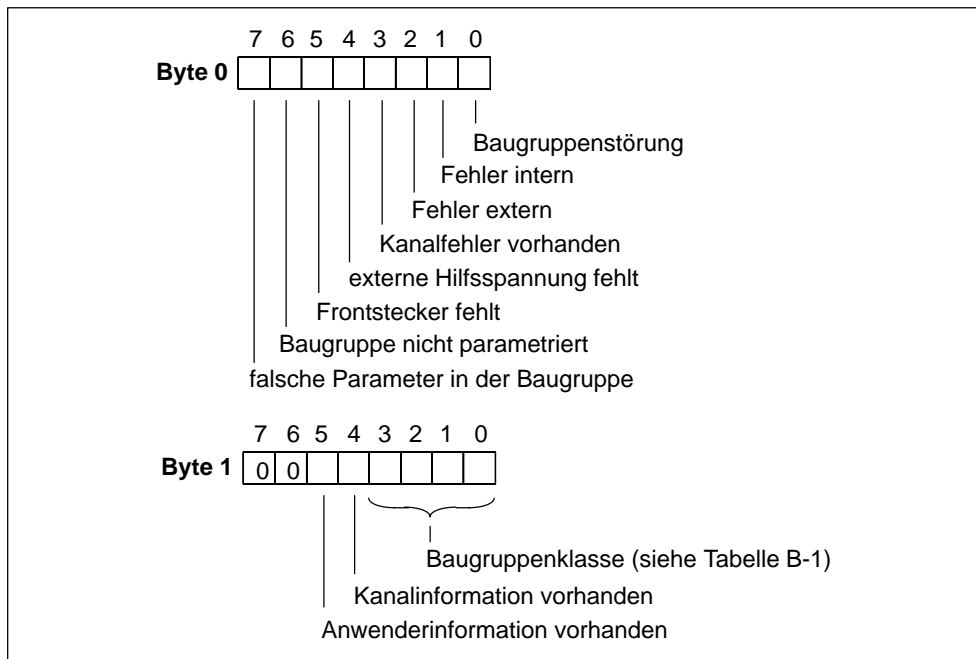 7 6 5 4 3 2 1 0
Byte 0
Baugruppenstörung
Fehler intern
Fehler extern
Kanalfehler vorhanden
externe Hilfsspannung fehlt
Frontstecker fehlt
Baugruppe nicht parametriert
falsche Parameter in der Baugruppe
7 6 5 4 3 2 1 0
Byte 1 0 0
Baugruppenklasse (siehe Tabelle B-1)
Kanalinformation vorhanden
Anwenderinformation vorhanden